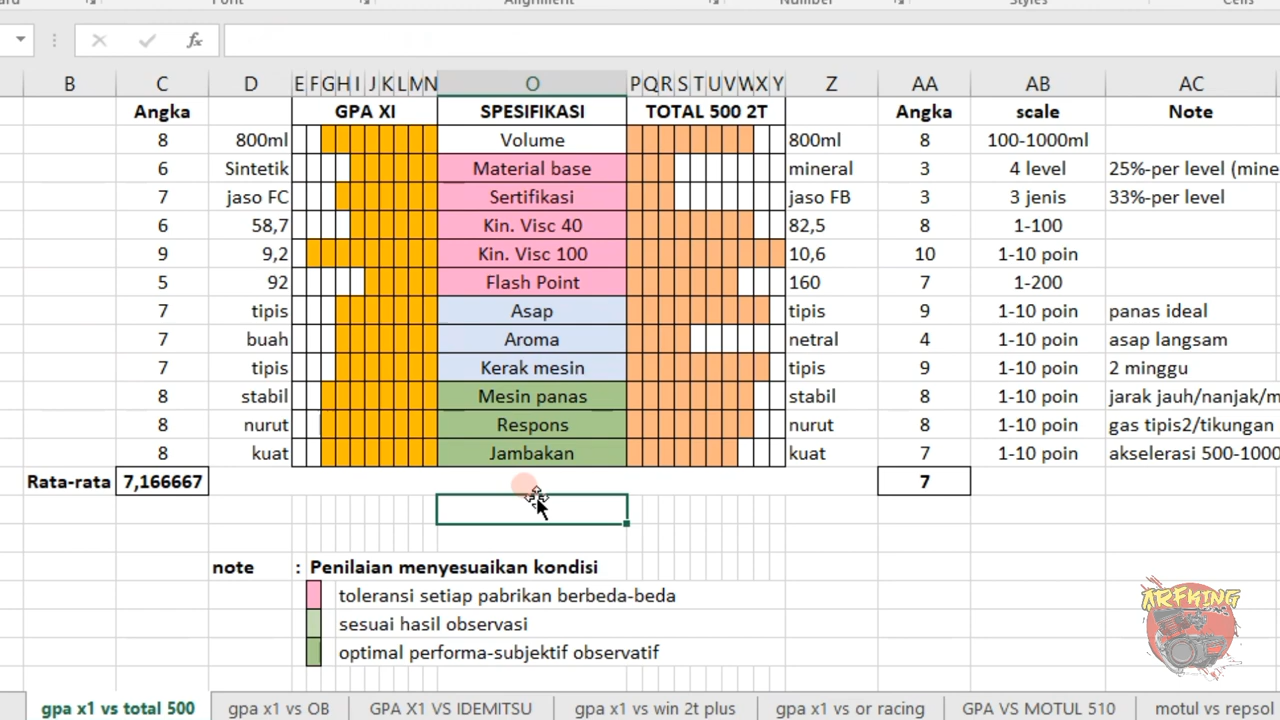 Font Alignment Number Styles Cells
fx
B C D E F G H I J K L M N O P Q R S T U V W X Y Z AA AB AC
Angka GPA XI SPESIFIKASI TOTAL 500 2T Angka scale Note
8 800ml Volume 800ml 8 100-1000ml
6 Sintetik Material base mineral 3 4 level 25%-per level (mine
7 jaso FC Sertifikasi jaso FB 3 3 jenis 33%-per level
6 58,7 Kin. Visc 40 82,5 8 1-100
9 9,2 Kin. Visc 100 10,6 10 1-10 poin
5 92 Flash Point 160 7 1-200
7 tipis Asap tipis 9 1-10 poin panas ideal
7 buah Aroma netral 4 1-10 poin asap langsam
7 tipis Kerak mesin tipis 9 1-10 poin 2 minggu
8 stabil Mesin panas stabil 8 1-10 poin jarak jauh/nanjak/m
8 nurut Respons nurut 8 1-10 poin gas tipis2/tikungan
8 kuat Jambakan kuat 7 1-10 poin akselerasi 500-1000
Rata-rata 7,166667 7
note : Penilaian menyesuaikan kondisi
toleransi setiap pabrikan berbeda-beda
sesuai hasil observasi
optimal performa-subjektif observatif
ARFKING
gpa x1 vs total 500 gpa x1 vs OB GPA X1 VS IDEMITSU gpa x1 vs win 2t plus gpa x1 vs or racing GPA VS MOTUL 510 motul vs repsol